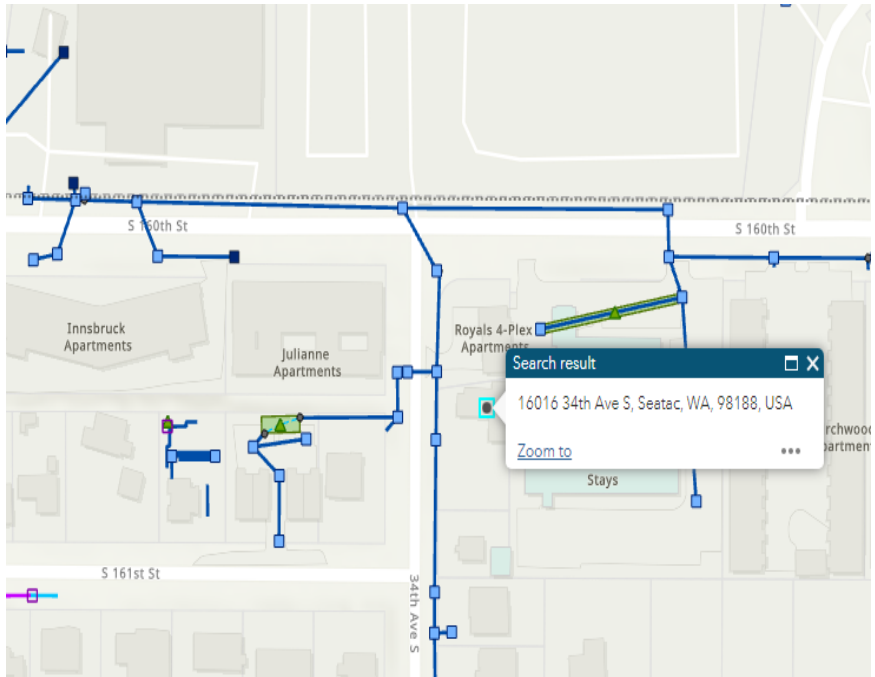 S 160th St
S 160th St
Innsbruck
Apartments
Julianne
Apartments
Royals 4-Plex
Apartments
Search result
16016 34th Ave S, Seatac, WA, 98188, USA
Zoom to
Stays
S 161st St
34th Ave S